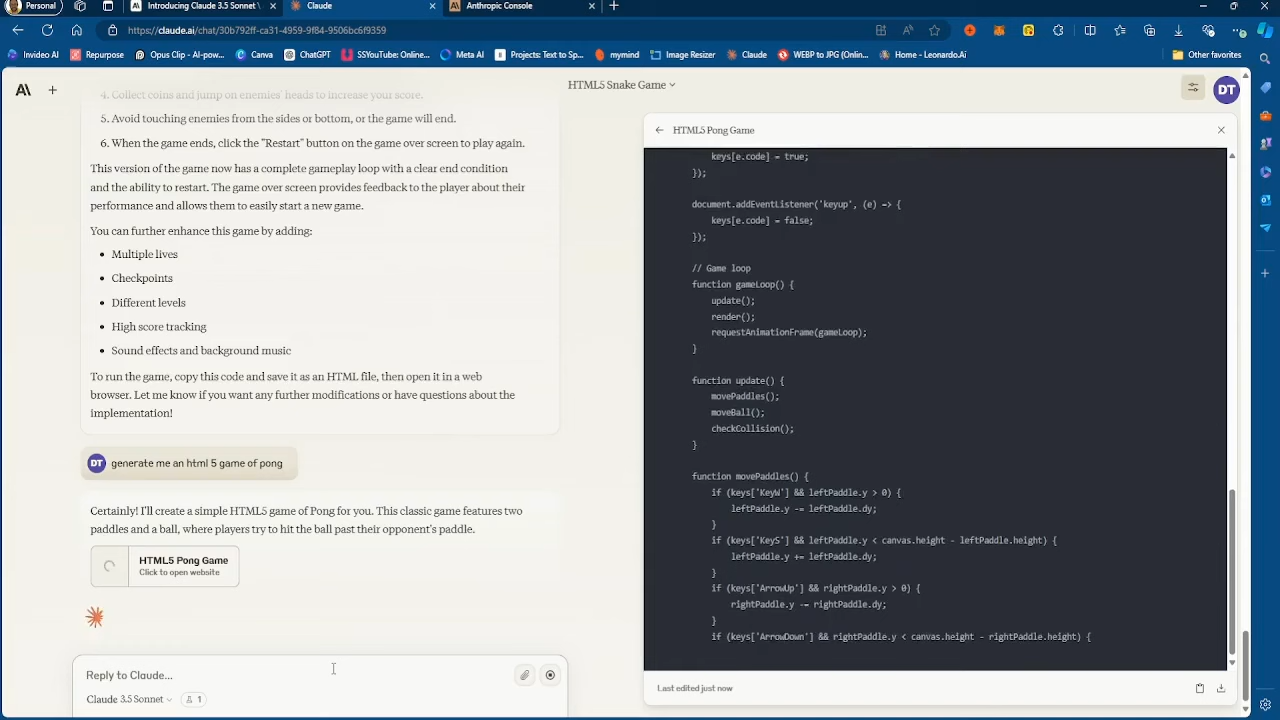 Personal
Introducing Claude 3.5 Sonnet \
Claude
Anthropic Console
https://claude.ai/chat/30b792ff-ca31-4959-9f84-9506bc6f9359
Invideo AI
Repurpose
Opus Clip - AI-pow...
Canva
ChatGPT
SSYouTube: Online...
Meta AI
Projects: Text to Sp...
mymind
Image Resizer
Claude
WEBP to JPG (Onlin...
Home - Leonardo.Ai
Other favorites
HTML5 Snake Game
DT
4. Collect coins and jump on enemies' heads to increase your score.
5. Avoid touching enemies from the sides or bottom, or the game will end.
6. When the game ends, click the "Restart" button on the game over screen to play again.
This version of the game now has a complete gameplay loop with a clear end condition
and the ability to restart. The game over screen provides feedback to the player about their
performance and allows them to easily start a new game.
You can further enhance this game by adding:
• Multiple lives
• Checkpoints
• Different levels
• High score tracking
• Sound effects and background music
To run the game, copy this code and save it as an HTML file, then open it in a web
browser. Let me know if you want any further modifications or have questions about the
implementation!
DT generate me an html 5 game of pong
Certainly! I'll create a simple HTML5 game of Pong for you. This classic game features two
paddles and a ball, where players try to hit the ball past their opponent's paddle.
HTML5 Pong Game
Click to open website
Reply to Claude...
Claude 3.5 Sonnet
1
HTML5 Pong Game
keys[e.code] = true;
});
document.addEventListener('keyup', (e) => {
keys[e.code] = false;
});
// Game loop
function gameLoop() {
update();
render();
requestAnimationFrame(gameLoop);
}
function update() {
movePaddles();
moveBall();
checkCollision();
}
function movePaddles() {
if (keys['KeyW'] && leftPaddle.y > 0) {
leftPaddle.y -= leftPaddle.dy;
}
if (keys['KeyS'] && leftPaddle.y < canvas.height - leftPaddle.height) {
leftPaddle.y += leftPaddle.dy;
}
if (keys['ArrowUp'] && rightPaddle.y > 0) {
rightPaddle.y -= rightPaddle.dy;
}
if (keys['ArrowDown'] && rightPaddle.y < canvas.height - rightPaddle.height) {
Last edited just now